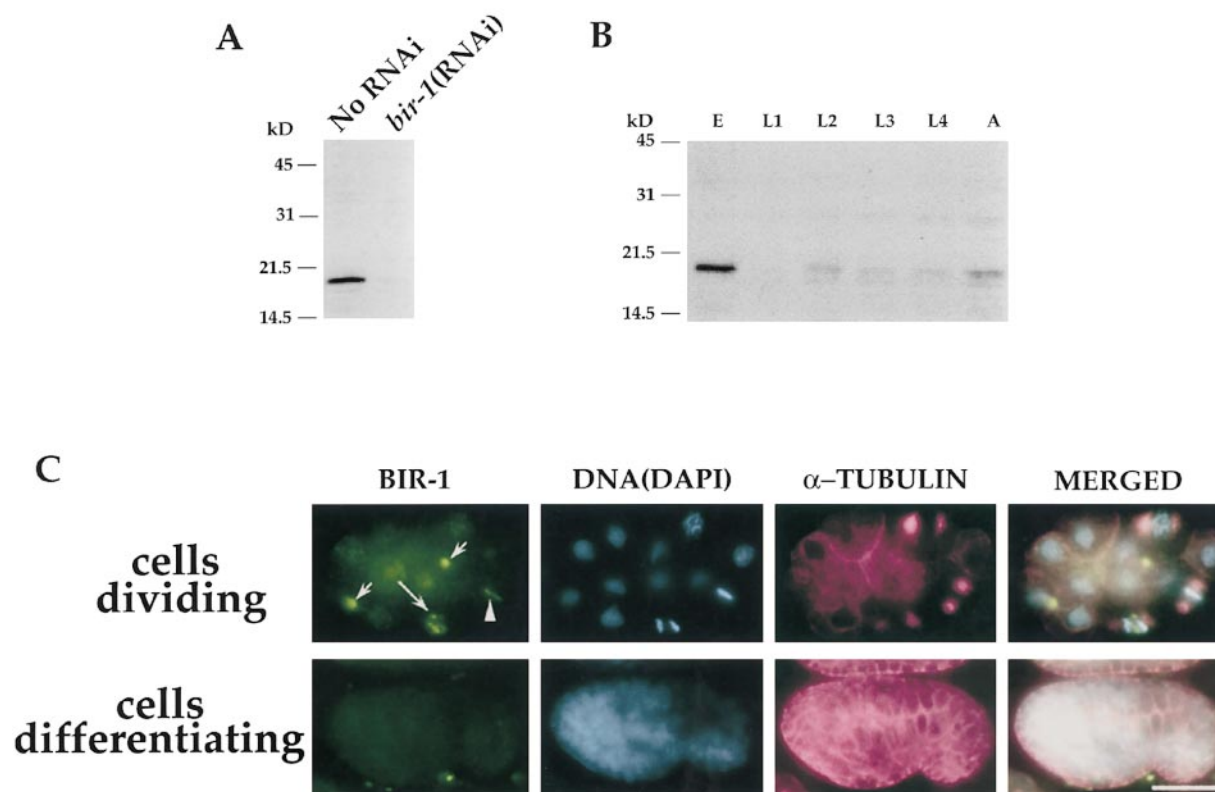 A
No RNAi
bir-1(RNAi)
kD
45
31
21.5
14.5
B
kD E L1 L2 L3 L4 A
45
31
21.5
14.5
C
BIR-1 DNA(DAPI) α-TUBULIN MERGED
cells
dividing
cells
differentiating